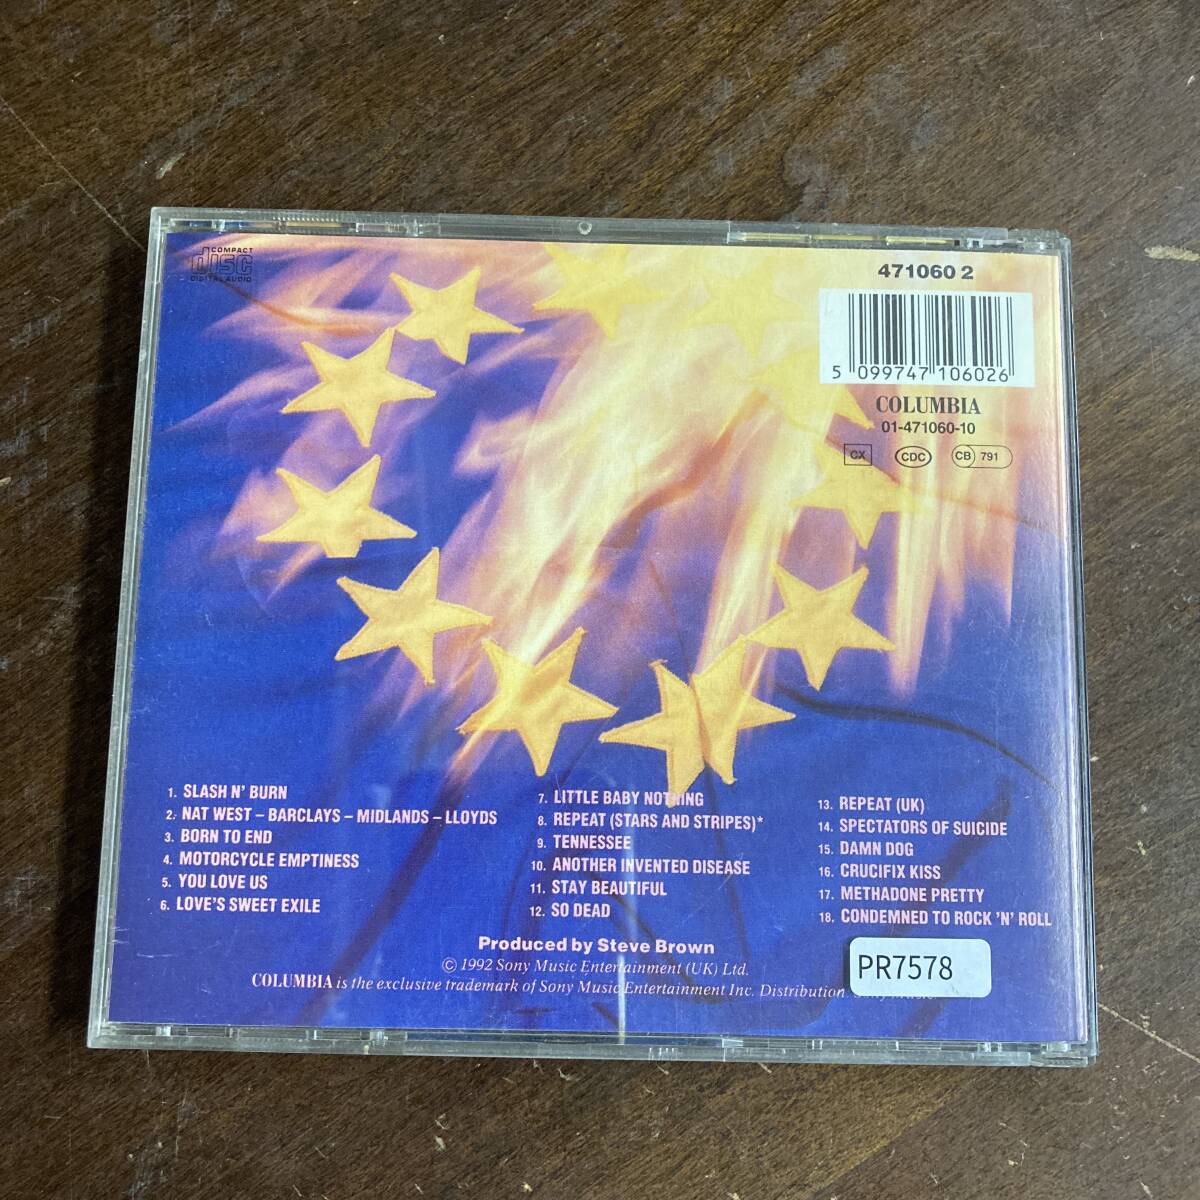 COMPACT
disc
DIGITAL AUDIO
471060 2
5 099747 106026
COLUMBIA
01-471060-10
CX CDC CB 791
1. SLASH N' BURN
2. NAT WEST – BARCLAYS – MIDLANDS – LLOYDS
3. BORN TO END
4. MOTORCYCLE EMPTINESS
5. YOU LOVE US
6. LOVE'S SWEET EXILE
7. LITTLE BABY NOTHING
8. REPEAT (STARS AND STRIPES)*
9. TENNESSEE
10. ANOTHER INVENTED DISEASE
11. STAY BEAUTIFUL
12. SO DEAD
13. REPEAT (UK)
14. SPECTATORS OF SUICIDE
15. DAMN DOG
16. CRUCIFIX KISS
17. METHADONE PRETTY
18. CONDEMNED TO ROCK 'N' ROLL
Produced by Steve Brown
© 1992 Sony Music Entertainment (UK) Ltd.
COLUMBIA is the exclusive trademark of Sony Music Entertainment Inc. Distribution
PR7578